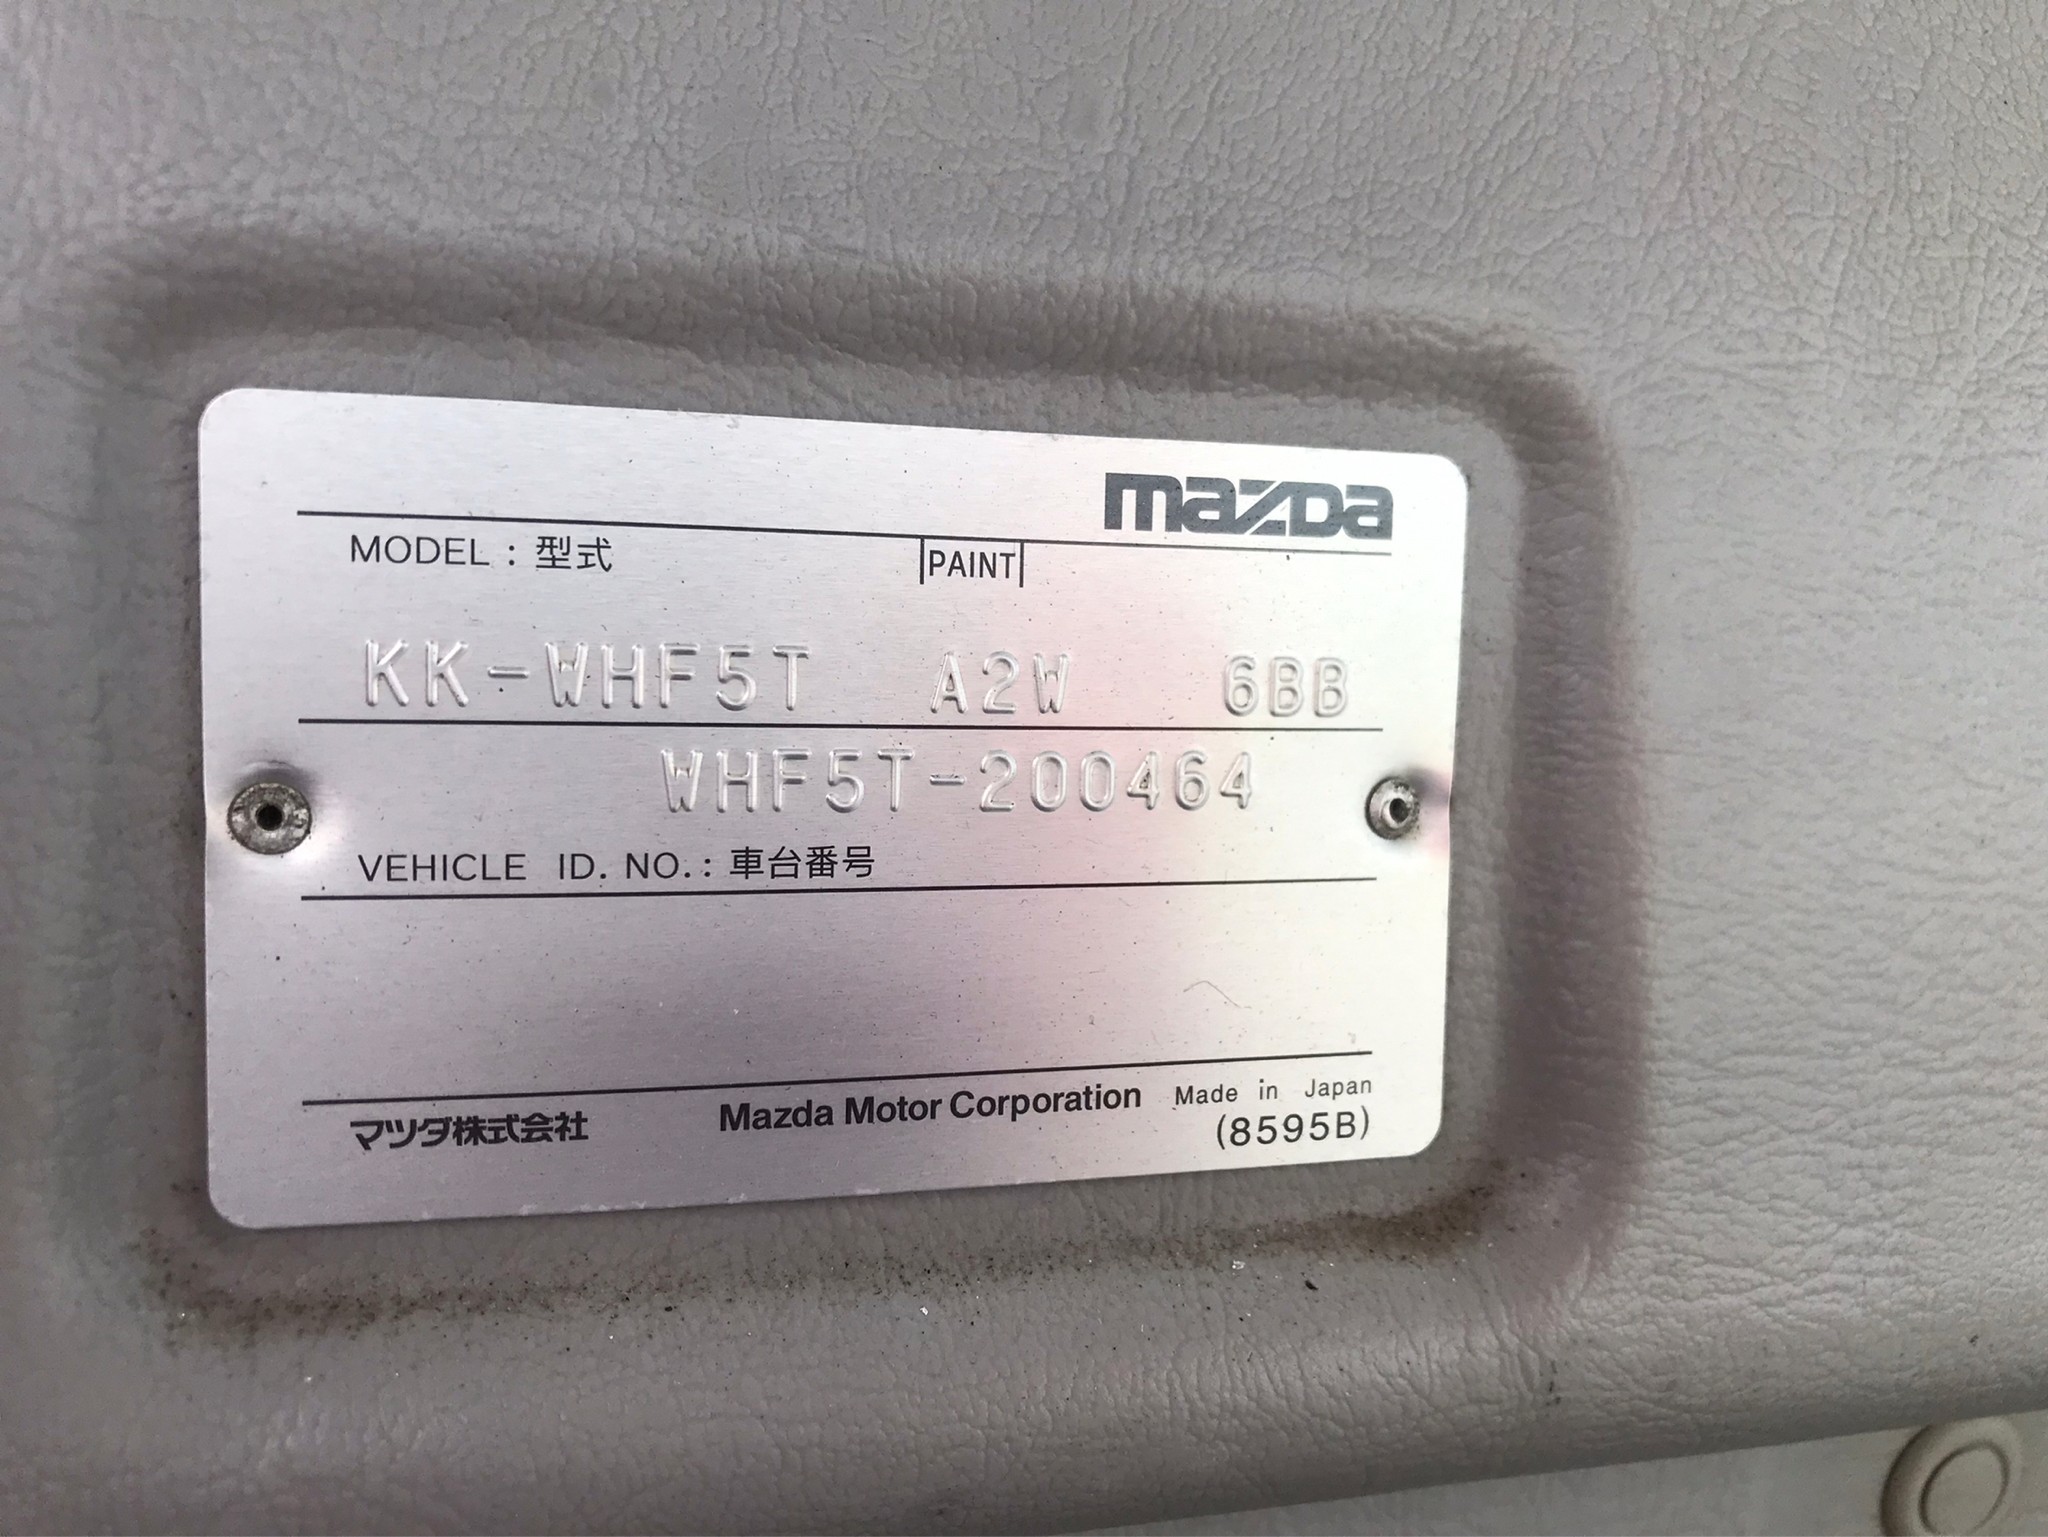 mazda
MODEL : 型式 PAINT
KK-WHF5T A2W 6BB
WHF5T-200464
VEHICLE ID. NO. : 車台番号
マツダ株式会社 Mazda Motor Corporation Made in Japan
(8595B)